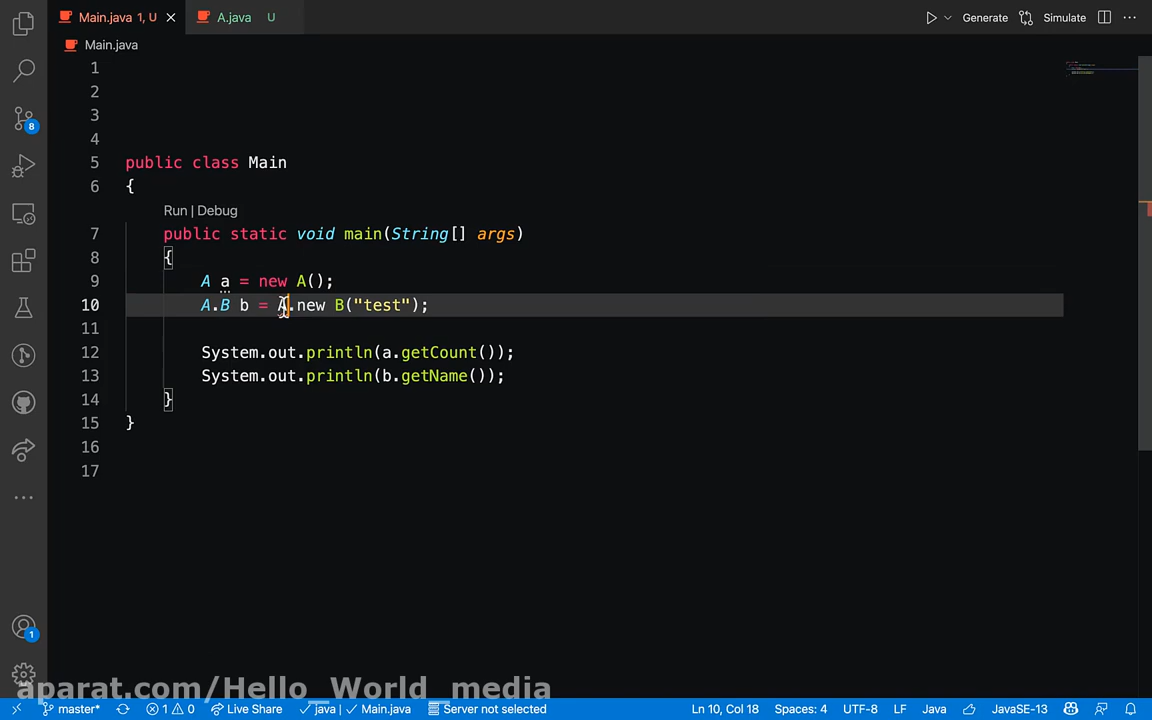 Main.java 1, U
A.java U
Generate
Simulate
Main.java
1
2
3
4
5 public class Main
6 {
Run | Debug
7 public static void main(String[] args)
8 {
9 A a = new A();
10 A.B b = A.new B("test");
11
12 System.out.println(a.getCount());
13 System.out.println(b.getName());
14 }
15 }
16
17
8
1
aparat.com/Hello_World_media
master* 1 0 Live Share java | Main.java Server not selected Ln 10, Col 18 Spaces: 4 UTF-8 LF Java JavaSE-13